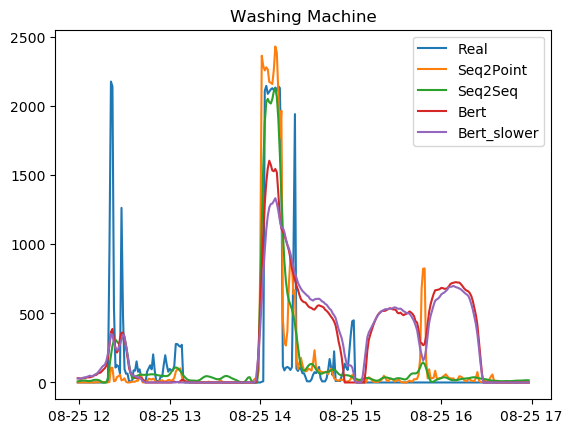 Washing Machine
2500
2000
1500
1000
500
0
Real
Seq2Point
Seq2Seq
Bert
Bert_slower
08-25 12
08-25 13
08-25 14
08-25 15
08-25 16
08-25 17